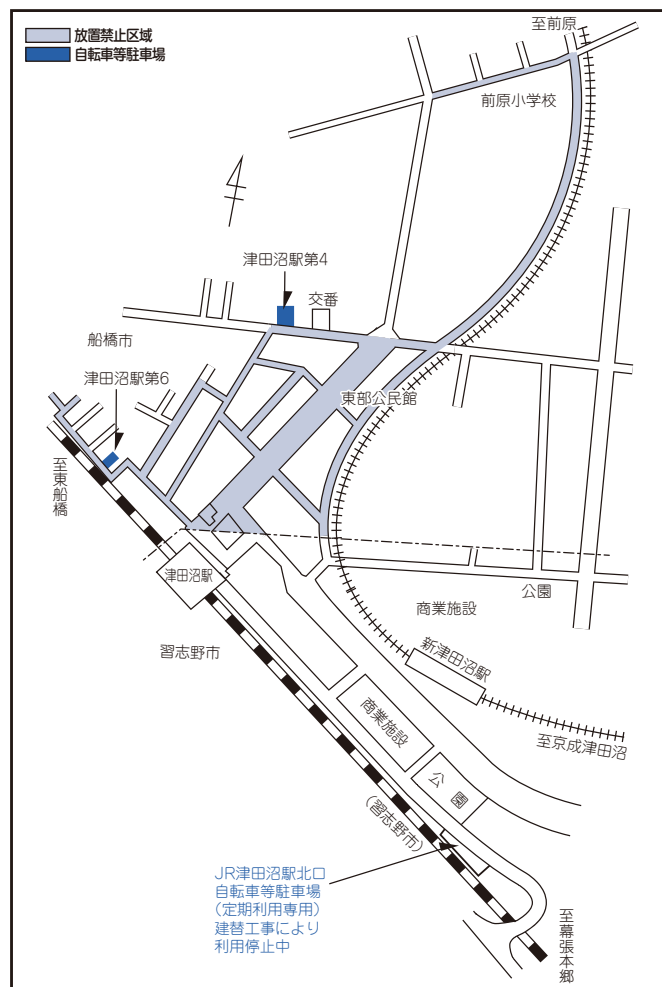 放置禁止区域
自転車等駐車場
至前原
前原小学校
津田沼駅第4
交番
船橋市
津田沼駅第6
東部公民館
至東船橋
津田沼駅
公園
商業施設
習志野市
新津田沼駅
商業施設
至京成津田沼
公園
(習志野市)
JR津田沼駅北口
自転車等駐車場
(定期利用専用)
建替工事により
利用停止中
至幕張本郷